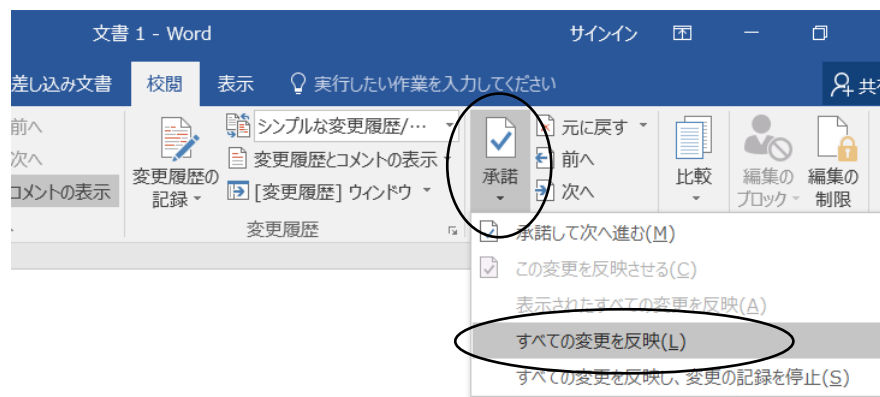 文書 1 - Word サインイン
差し込み文書 校閲 表示 実行したい作業を入力してください
前へ
次へ
コメントの表示
変更履歴の
記録
シンプルな変更履歴/…
変更履歴とコメントの表示
[変更履歴] ウィンドウ
変更履歴
承諾
元に戻す
前へ
次へ
比較
編集の
ブロック
編集の
制限
承諾して次へ進む(M)
この変更を反映させる(C)
表示されたすべての変更を反映(A)
すべての変更を反映(L)
すべての変更を反映し、変更の記録を停止(S)